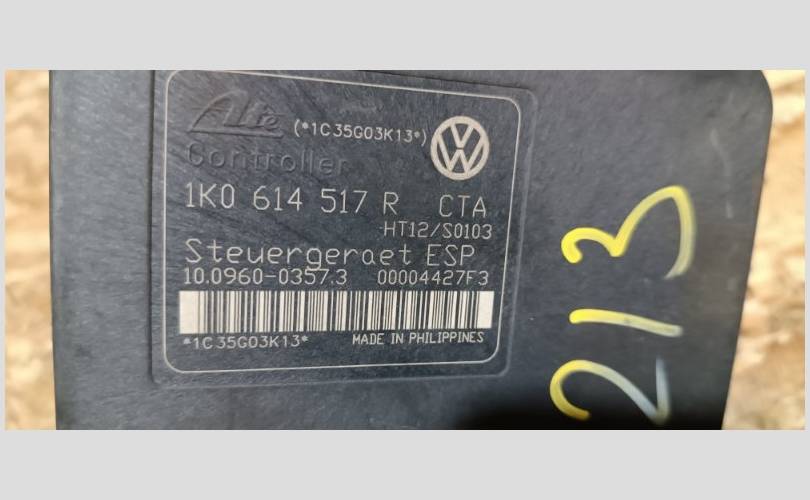 Ate (*1C35G03K13*)
Controller
1K0 614 517 R CTA
HT12/S0103
Steuergeraet ESP
10.0960-0357.3 00004427F3
*1C35G03K13* MADE IN PHILIPPINES
213